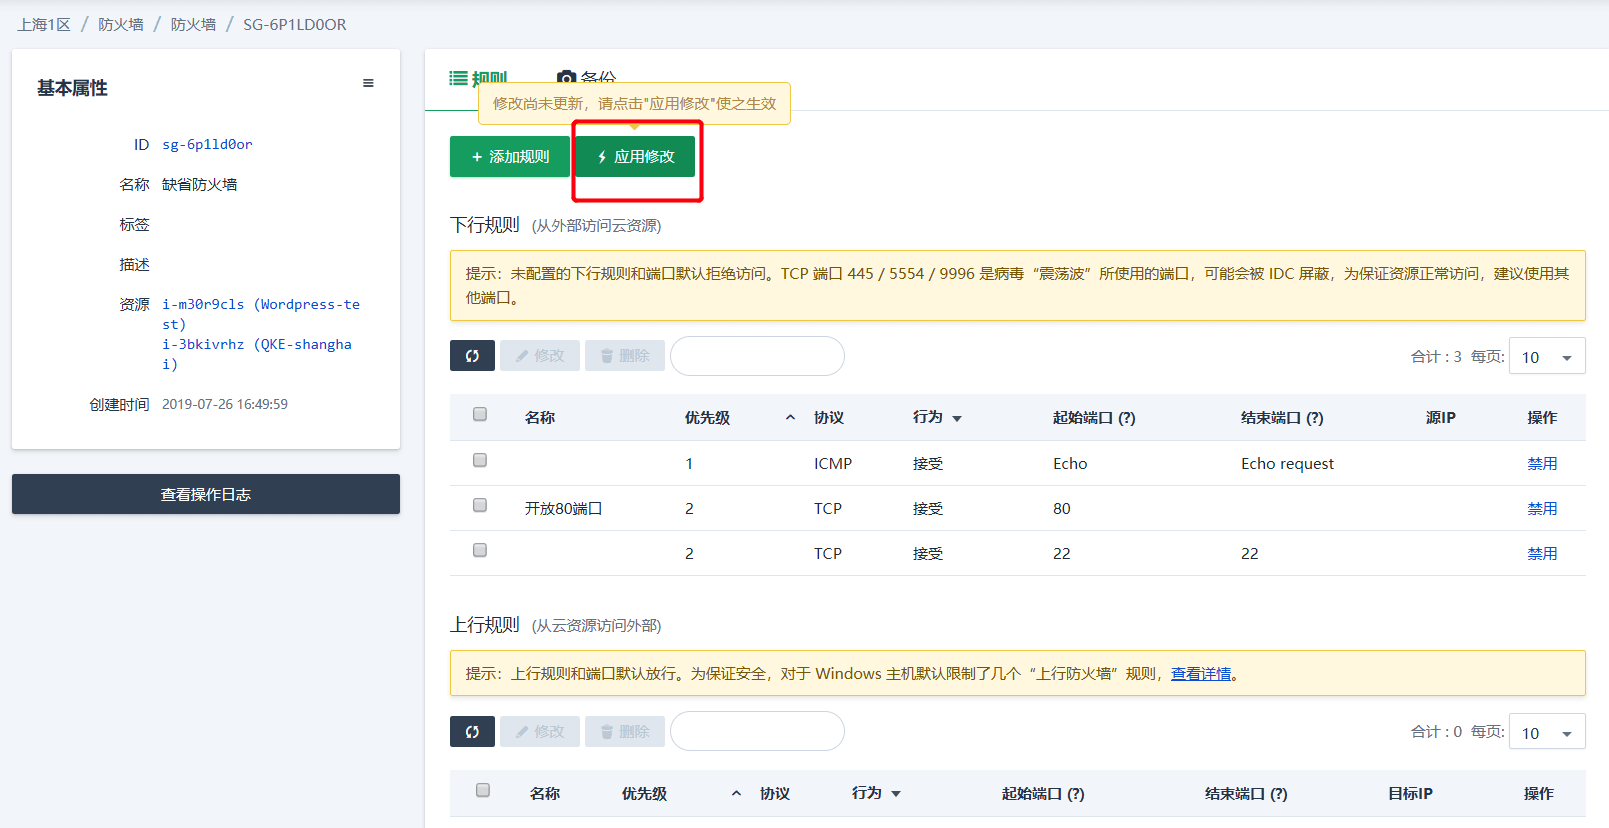 上海1区 / 防火墙 / 防火墙 / SG-6P1LD0OR
基本属性
ID sg-6p1ld0or
名称 缺省防火墙
标签
描述
资源 i-m30r9cls (Wordpress-te
st)
i-3bkivrhz (QKE-shangha
i)
创建时间 2019-07-26 16:49:59
查看操作日志
规则 备份
修改尚未更新，请点击"应用修改"使之生效
+ 添加规则 应用修改
下行规则 (从外部访问云资源)
提示：未配置的下行规则和端口默认拒绝访问。TCP 端口 445 / 5554 / 9996 是病毒“震荡波”所使用的端口，可能会被 IDC 屏蔽，为保证资源正常访问，建议使用其
他端口。
修改 删除 合计 : 3 每页: 10
名称 优先级 协议 行为 起始端口 (?) 结束端口 (?) 源IP 操作
1 ICMP 接受 Echo Echo request 禁用
开放80端口 2 TCP 接受 80 禁用
2 TCP 接受 22 22 禁用
上行规则 (从云资源访问外部)
提示：上行规则和端口默认放行。为保证安全，对于 Windows 主机默认限制了几个“上行防火墙”规则，查看详情。
修改 删除 合计 : 0 每页: 10
名称 优先级 协议 行为 起始端口 (?) 结束端口 (?) 目标IP 操作